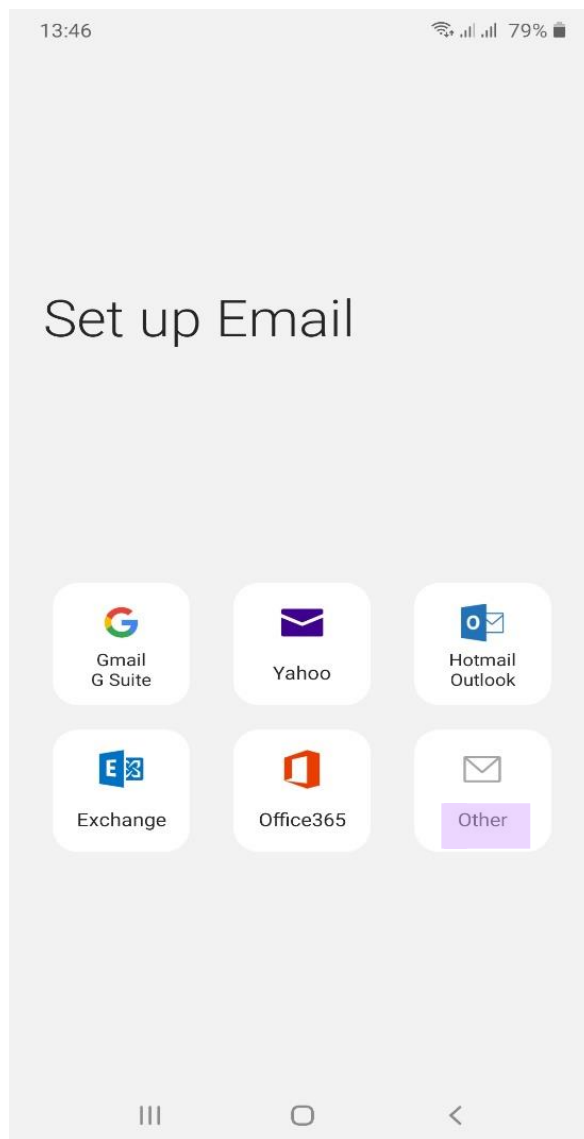 13:46 79%
Set up Email
Gmail
G Suite
Yahoo
Hotmail
Outlook
Exchange
Office365
Other